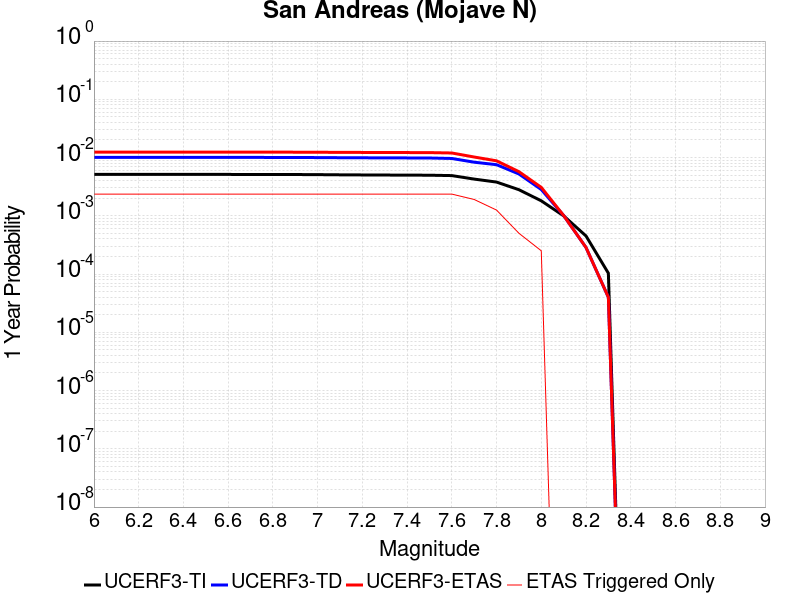 San Andreas (Mojave N)
10^0
10^-1
10^-2
10^-3
10^-4
10^-5
10^-6
10^-7
10^-8
1 Year Probability
6 6.2 6.4 6.6 6.8 7 7.2 7.4 7.6 7.8 8 8.2 8.4 8.6 8.8 9
Magnitude
UCERF3-TI UCERF3-TD UCERF3-ETAS ETAS Triggered Only